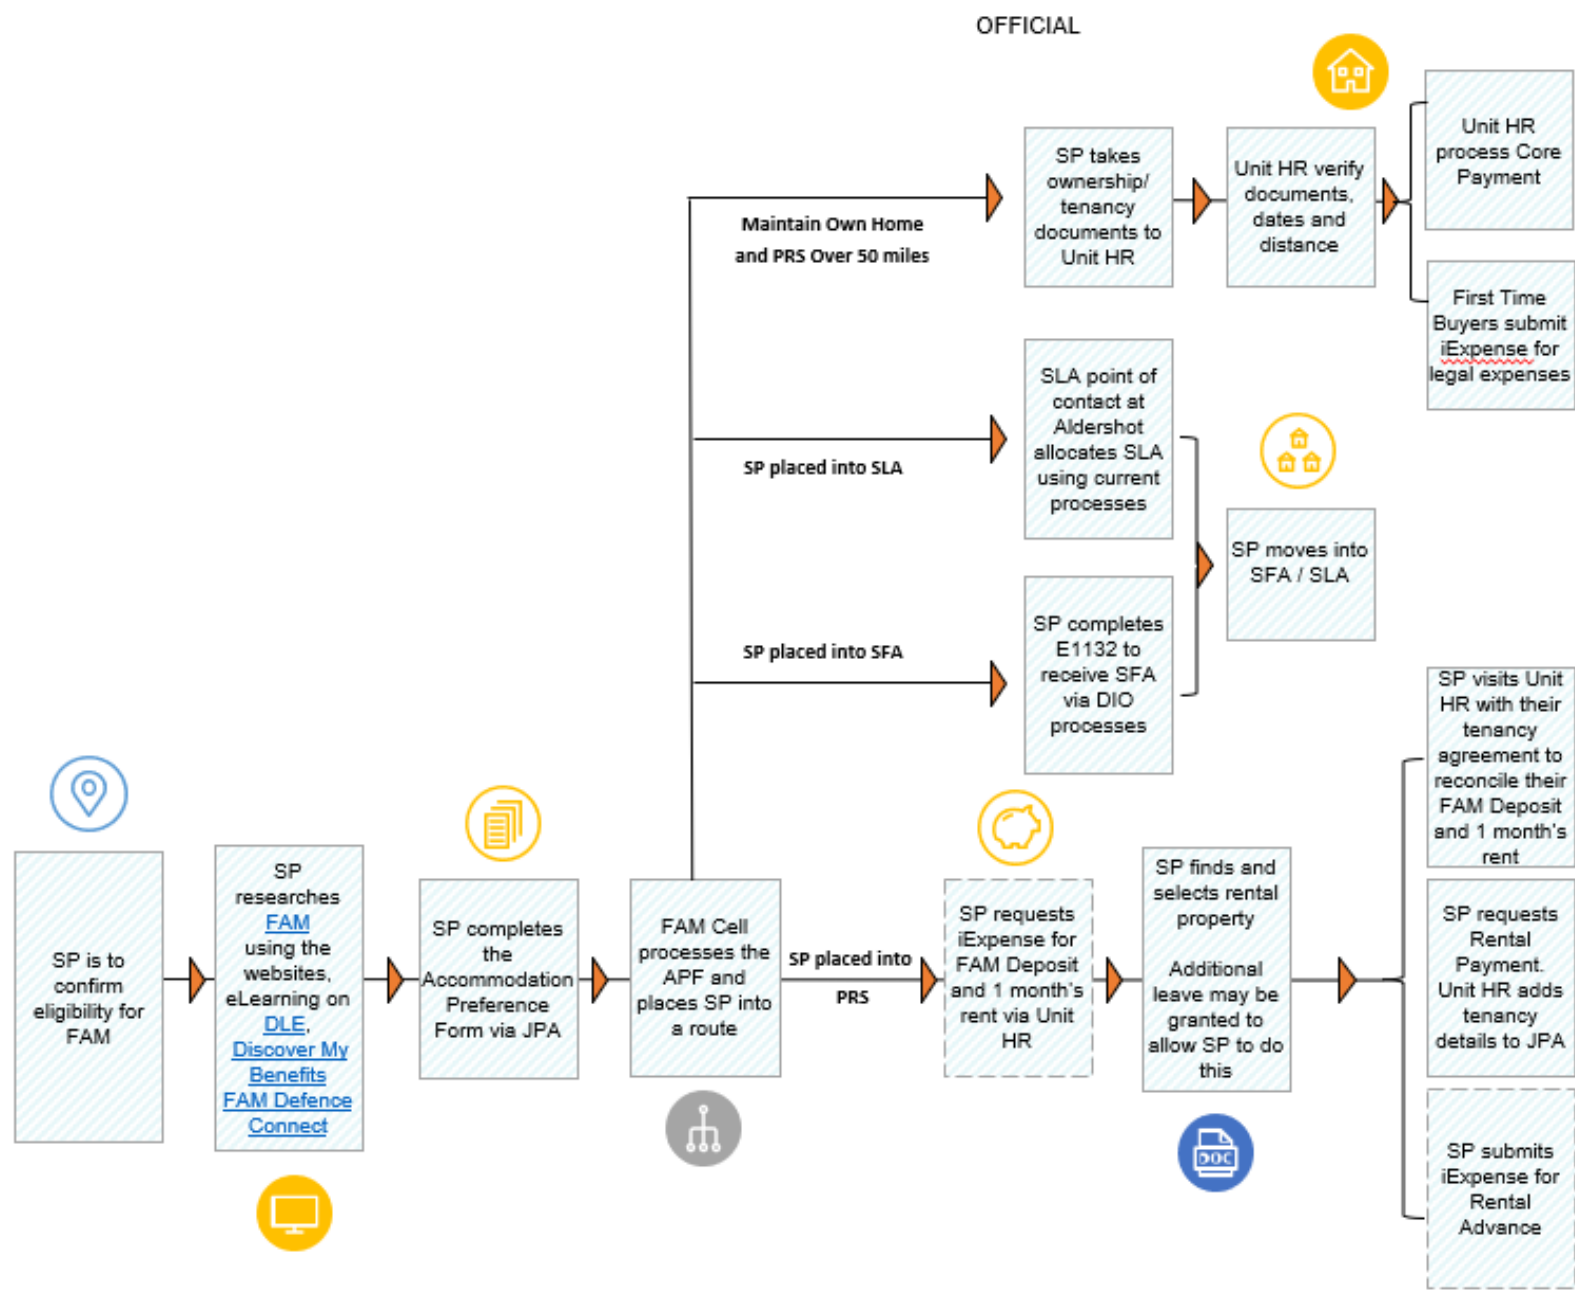 OFFICIAL
Maintain Own Home
and PRS Over 50 miles
SP takes
ownership/
tenancy
documents to
Unit HR
Unit HR verify
documents,
dates and
distance
Unit HR
process Core
Payment
First Time
Buyers submit
iExpense for
legal expenses
SP placed into SLA
SLA point of
contact at
Aldershot
allocates SLA
using current
processes
SP placed into SFA
SP completes
E1132 to
receive SFA
via DIO
processes
SP moves into
SFA / SLA
SP is to
confirm
eligibility for
FAM
SP
researches
FAM
using the
websites,
eLearning on
DLE,
Discover My
Benefits
FAM Defence
Connect
SP completes
the
Accommodation
Preference
Form via JPA
FAM Cell
processes the
APF and
places SP into
a route
SP placed into
PRS
SP requests
iExpense for
FAM Deposit
and 1 month's
rent via Unit
HR
SP finds and
selects rental
property
Additional
leave may be
granted to
allow SP to do
this
DOC
SP visits Unit
HR with their
tenancy
agreement to
reconcile their
FAM Deposit
and 1 month's
rent
SP requests
Rental
Payment.
Unit HR adds
tenancy
details to JPA
SP submits
iExpense for
Rental
Advance